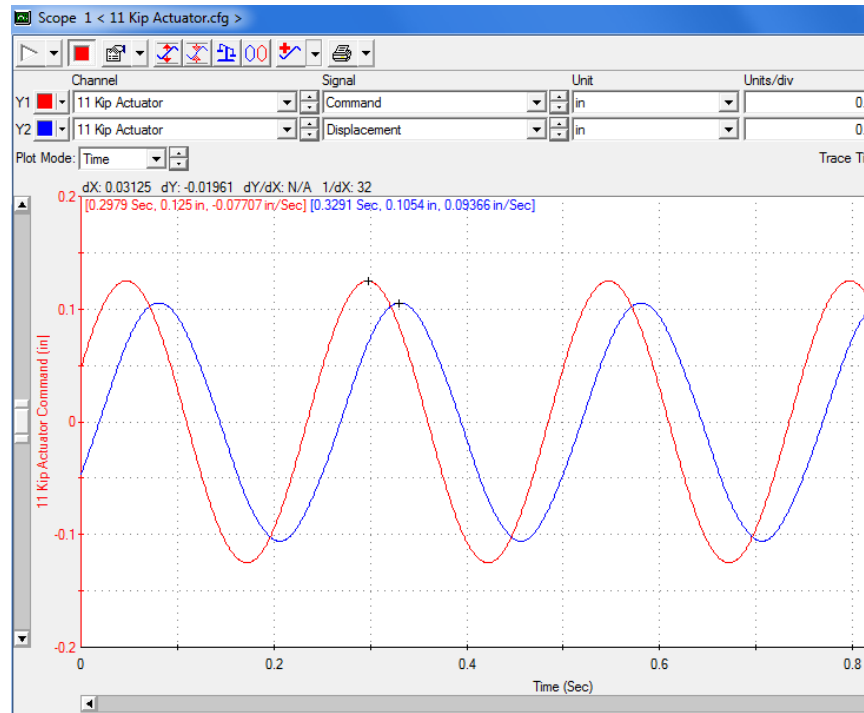 Scope 1 < 11 Kip Actuator.cfg >
Channel Signal Unit Units/div
Y1 11 Kip Actuator Command in 0.
Y2 11 Kip Actuator Displacement in 0.
Plot Mode: Time Trace Ti
dX: 0.03125 dY: -0.01961 dY/dX: N/A 1/dX: 32
[0.2979 Sec, 0.125 in, -0.07707 in/Sec] [0.3291 Sec, 0.1054 in, 0.09366 in/Sec]
0.2
0.1
0
-0.1
-0.2
11 Kip Actuator Command (in)
0 0.2 0.4 0.6 0.8
Time (Sec)